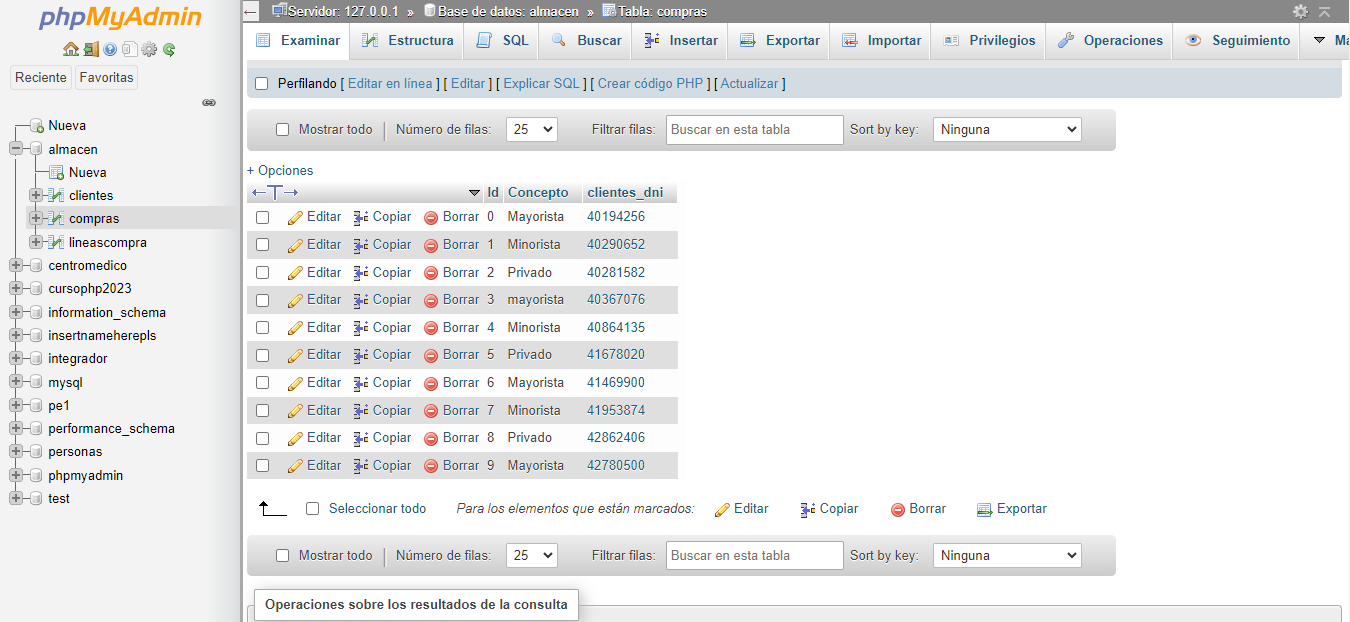 phpMyAdmin
Reciente Favoritas
Nueva
almacen
Nueva
clientes
compras
lineascompra
centromedico
cursophp2023
information_schema
insertnameherepls
integrador
mysql
pe1
performance_schema
personas
phpmyadmin
test
Servidor: 127.0.0.1 » Base de datos: almacen » Tabla: compras
Examinar Estructura SQL Buscar Insertar Exportar Importar Privilegios Operaciones Seguimiento
Perfilando [ Editar en línea ] [ Editar ] [ Explicar SQL ] [ Crear código PHP ] [ Actualizar ]
Mostrar todo | Número de filas: 25 Filtrar filas: Buscar en esta tabla Sort by key: Ninguna
+ Opciones
←T→ Id Concepto clientes_dni
Editar Copiar Borrar 0 Mayorista 40194256
Editar Copiar Borrar 1 Minorista 40290652
Editar Copiar Borrar 2 Privado 40281582
Editar Copiar Borrar 3 mayorista 40367076
Editar Copiar Borrar 4 Minorista 40864135
Editar Copiar Borrar 5 Privado 41678020
Editar Copiar Borrar 6 Mayorista 41469900
Editar Copiar Borrar 7 Minorista 41953874
Editar Copiar Borrar 8 Privado 42862406
Editar Copiar Borrar 9 Mayorista 42780500
Seleccionar todo Para los elementos que están marcados: Editar Copiar Borrar Exportar
Mostrar todo | Número de filas: 25 Filtrar filas: Buscar en esta tabla Sort by key: Ninguna
Operaciones sobre los resultados de la consulta